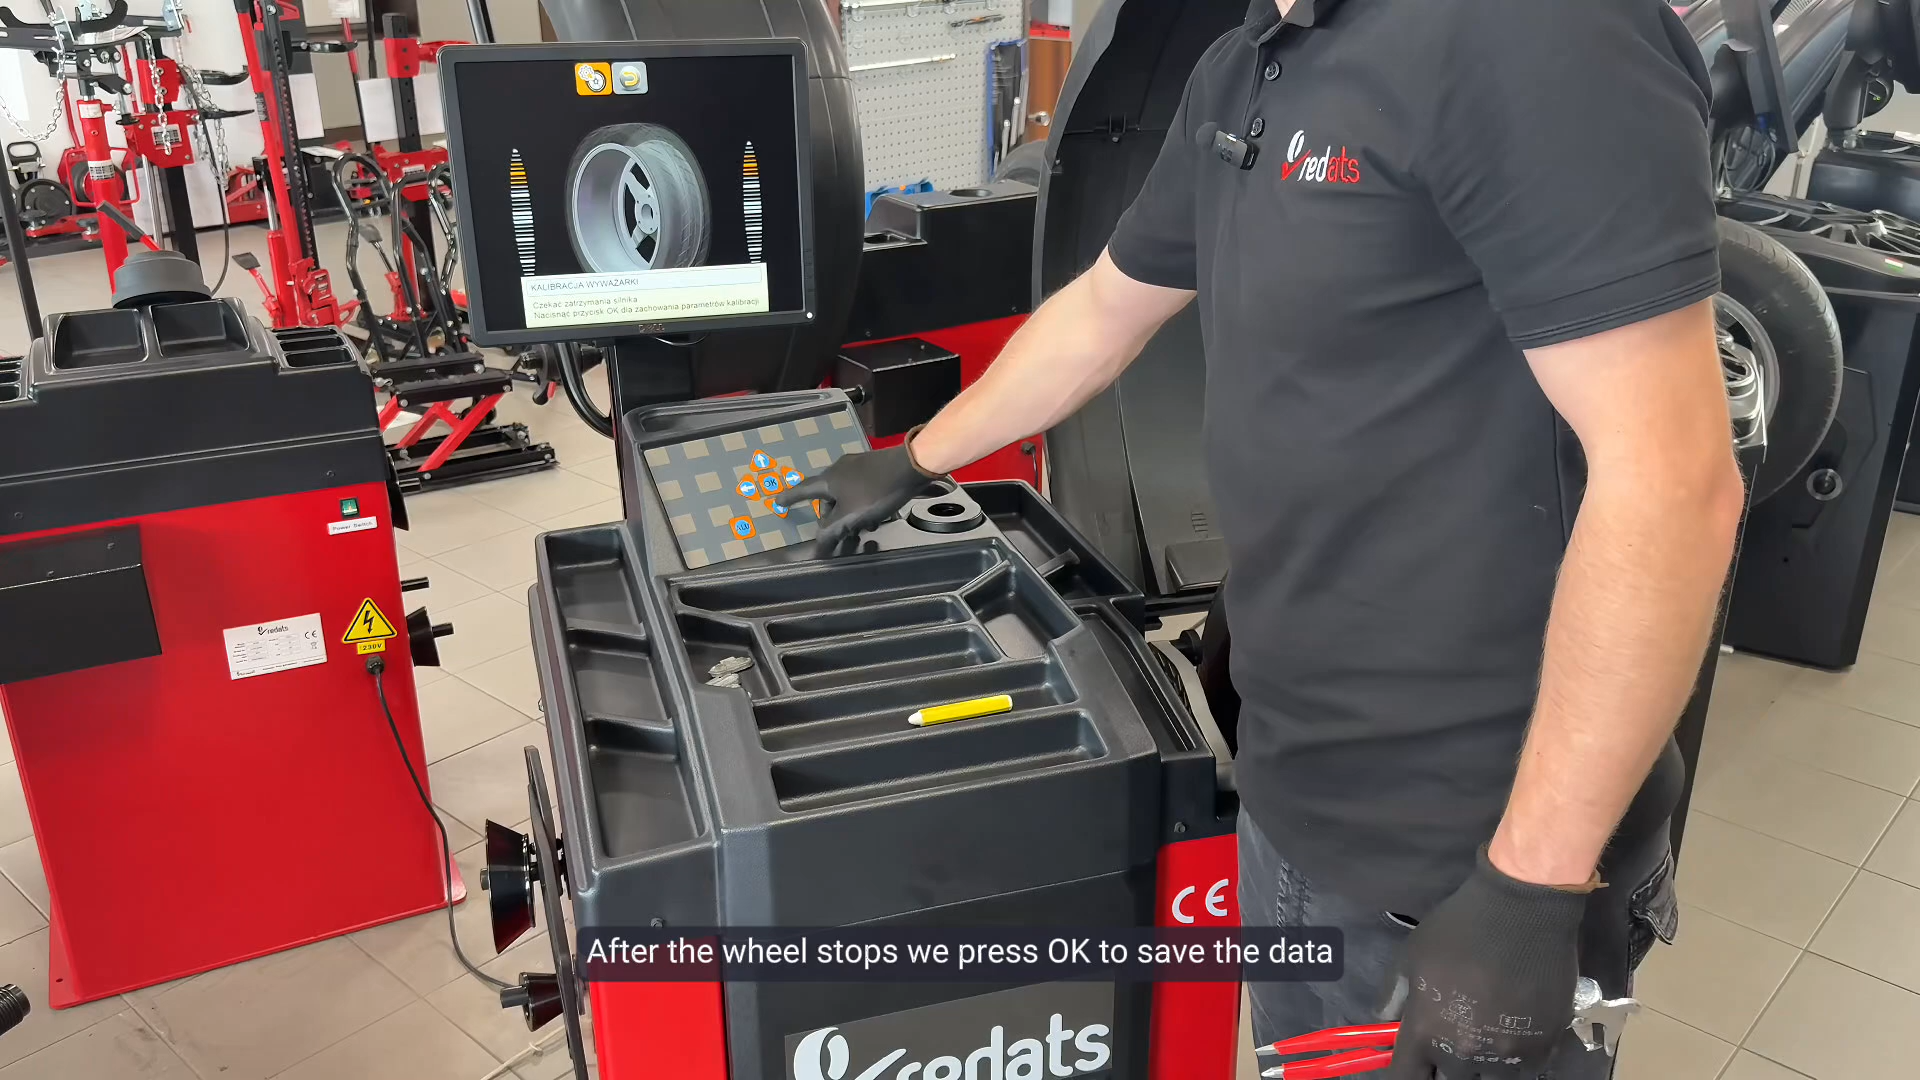 KALIBRACJA WYWAŻARKI
Czekać zatrzymania silnika
Nacisnąć przycisk OK dla zachowania parametrów kalibracji
redats
OK
ALU
Power Switch
redats
CE
230V
CE
After the wheel stops we press OK to save the data
redats